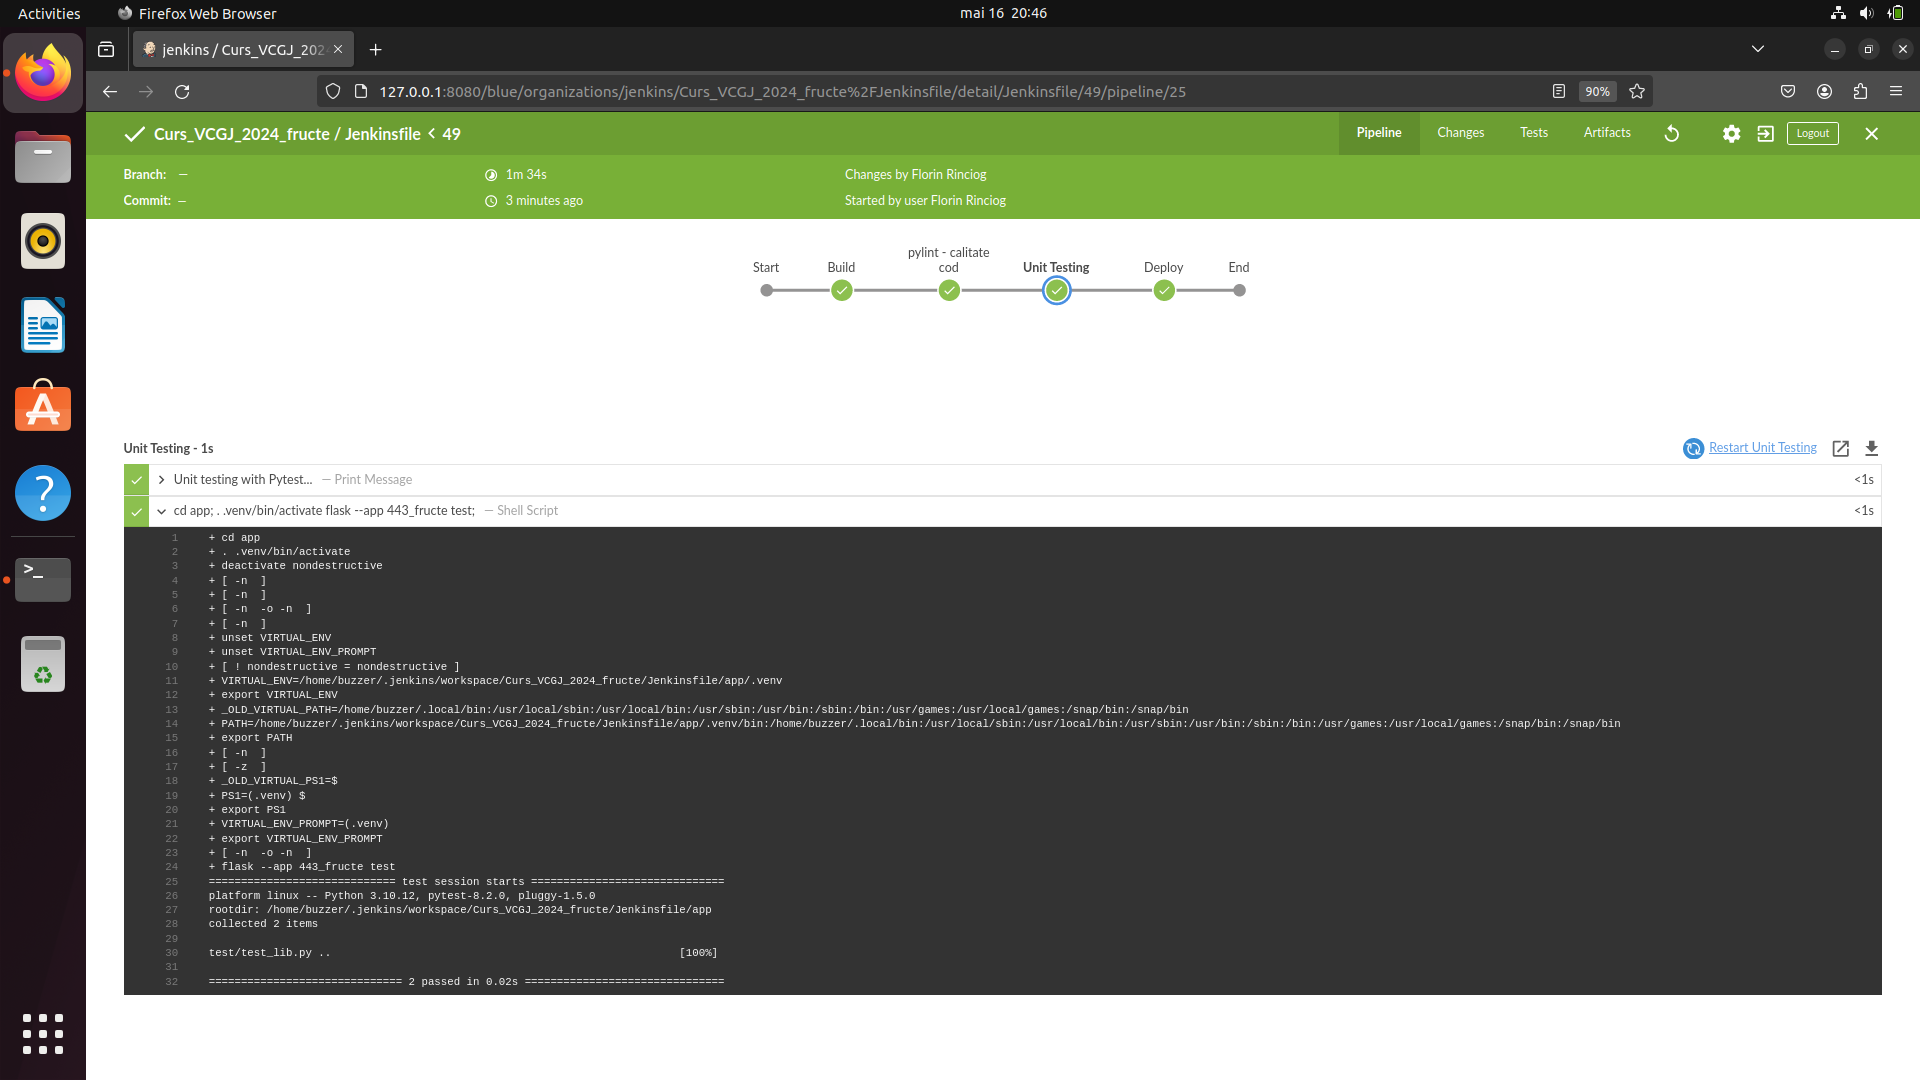 Activities
Firefox Web Browser
mai 16 20:46
jenkins / Curs_VCGJ_202
127.0.0.1:8080/blue/organizations/jenkins/Curs_VCGJ_2024_fructe%2FJenkinsfile/detail/Jenkinsfile/49/pipeline/25
90%
Curs_VCGJ_2024_fructe / Jenkinsfile < 49
Pipeline
Changes
Tests
Artifacts
Logout
Branch: —
1m 34s
Changes by Florin Rinciog
Commit: —
3 minutes ago
Started by user Florin Rinciog
Start
Build
pylint - calitate
cod
Unit Testing
Deploy
End
Unit Testing - 1s
Restart Unit Testing
Unit testing with Pytest... — Print Message
<1s
cd app; . .venv/bin/activate flask --app 443_fructe test; — Shell Script
<1s
1 + cd app
2 + . .venv/bin/activate
3 + deactivate nondestructive
4 + [ -n  ]
5 + [ -n  ]
6 + [ -n  -o -n  ]
7 + [ -n  ]
8 + unset VIRTUAL_ENV
9 + unset VIRTUAL_ENV_PROMPT
10 + [ ! nondestructive = nondestructive ]
11 + VIRTUAL_ENV=/home/buzzer/.jenkins/workspace/Curs_VCGJ_2024_fructe/Jenkinsfile/app/.venv
12 + export VIRTUAL_ENV
13 + _OLD_VIRTUAL_PATH=/home/buzzer/.local/bin:/usr/local/sbin:/usr/local/bin:/usr/sbin:/usr/bin:/sbin:/bin:/usr/games:/usr/local/games:/snap/bin:/snap/bin
14 + PATH=/home/buzzer/.jenkins/workspace/Curs_VCGJ_2024_fructe/Jenkinsfile/app/.venv/bin:/home/buzzer/.local/bin:/usr/local/sbin:/usr/local/bin:/usr/sbin:/usr/bin:/sbin:/bin:/usr/games:/usr/local/games:/snap/bin:/snap/bin
15 + export PATH
16 + [ -n  ]
17 + [ -z  ]
18 + _OLD_VIRTUAL_PS1=$
19 + PS1=(.venv) $
20 + export PS1
21 + VIRTUAL_ENV_PROMPT=(.venv)
22 + export VIRTUAL_ENV_PROMPT
23 + [ -n  -o -n  ]
24 + flask --app 443_fructe test
25 ============================= test session starts ==============================
26 platform linux -- Python 3.10.12, pytest-8.2.0, pluggy-1.5.0
27 rootdir: /home/buzzer/.jenkins/workspace/Curs_VCGJ_2024_fructe/Jenkinsfile/app
28 collected 2 items
29
30 test/test_lib.py .. [100%]
31
32 ============================== 2 passed in 0.02s ===============================